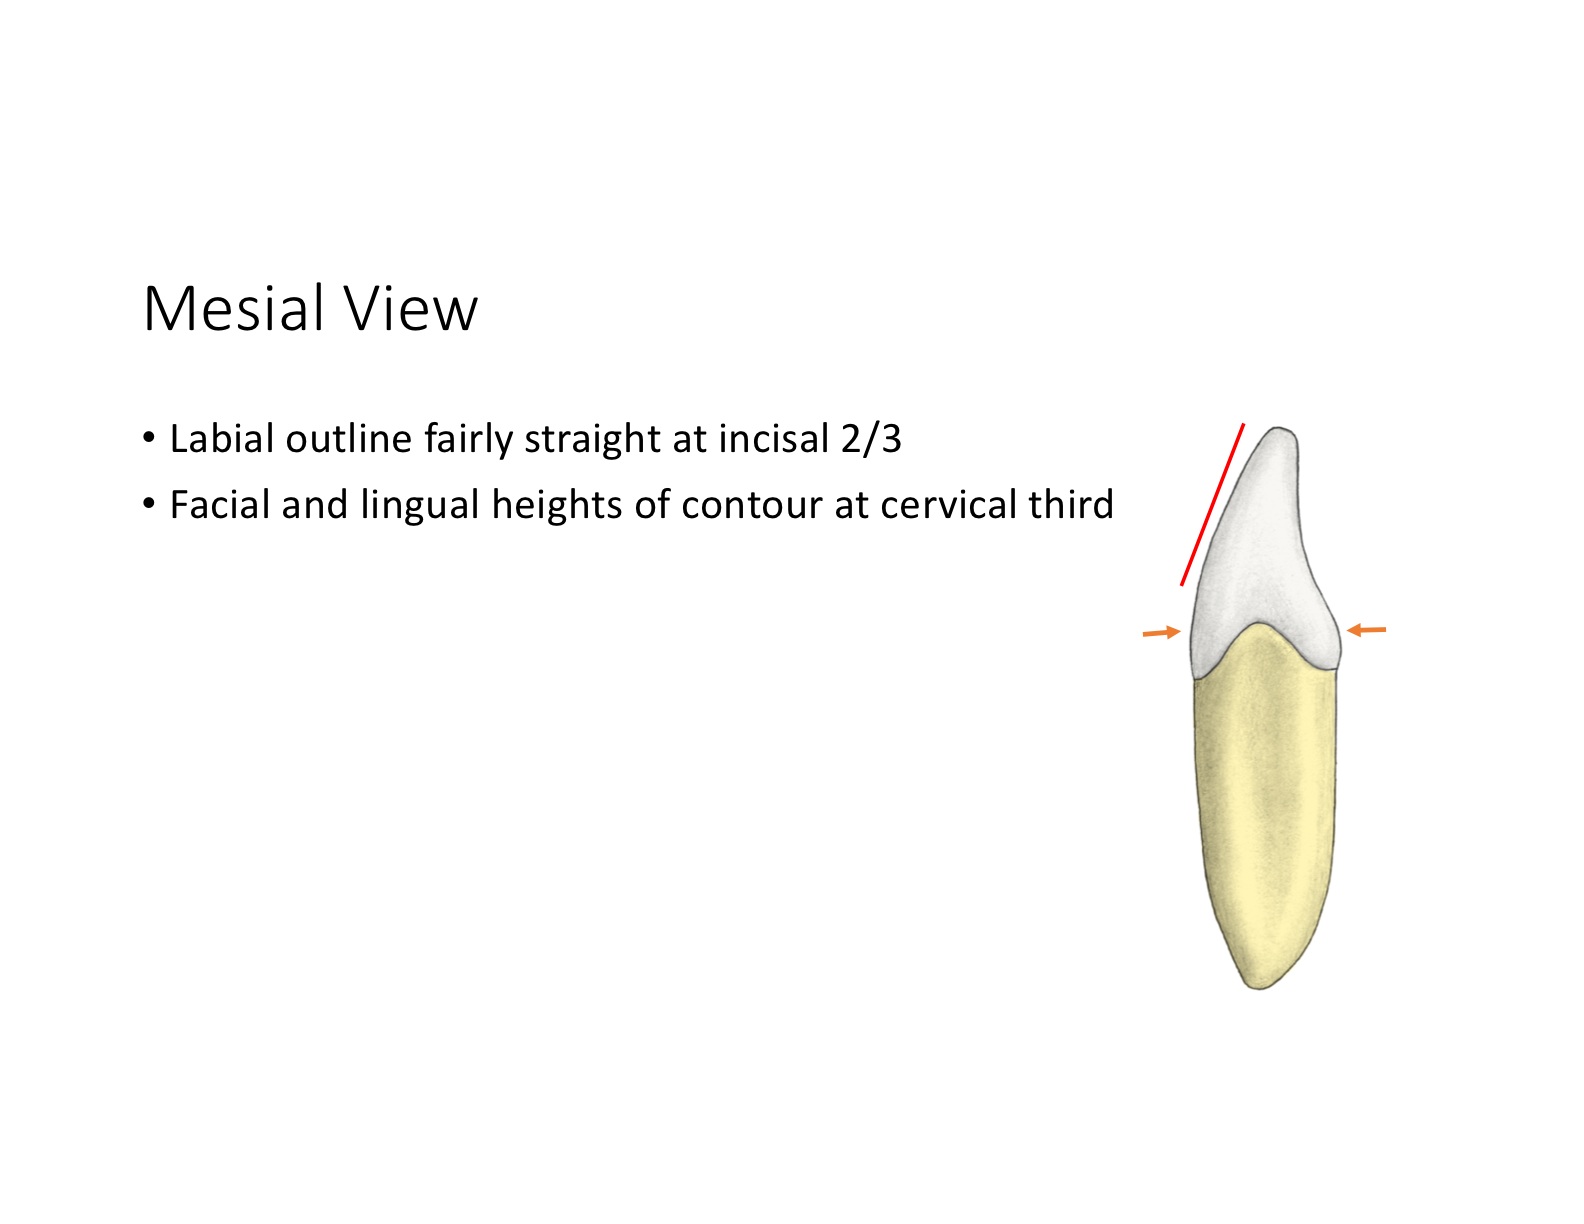 Mesial View
• Labial outline fairly straight at incisal 2/3
• Facial and lingual heights of contour at cervical third